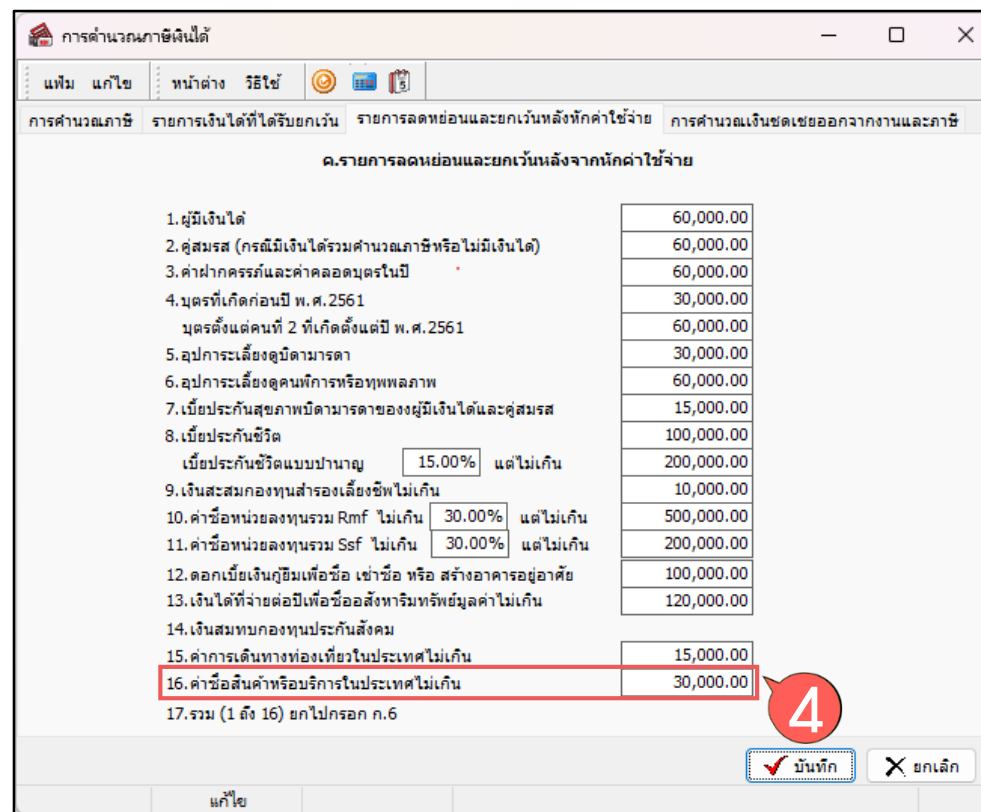 การคำนวณภาษีเงินได้
แฟ้ม แก้ไข หน้าต่าง วิธีใช้ 5
การคำนวณภาษี รายการเงินได้ที่ได้รับยกเว้น รายการลดหย่อนและยกเว้นหลังหักค่าใช้จ่าย การคำนวณเงินชดเชยออกจากงานและภาษี
ค.รายการลดหย่อนและยกเว้นหลังจากหักค่าใช้จ่าย
1.ผู้มีเงินได้ 60,000.00
2.คู่สมรส (กรณีมีเงินได้รวมคำนวณภาษีหรือไม่มีเงินได้) 60,000.00
3.ค่าฝากครรภ์และค่าคลอดบุตรในปี 60,000.00
4.บุตรที่เกิดก่อนปี พ.ศ.2561 30,000.00
บุตรตั้งแต่คนที่ 2 ที่เกิดตั้งแต่ปี พ.ศ.2561 60,000.00
5.อุปการะเลี้ยงดูบิดามารดา 30,000.00
6.อุปการะเลี้ยงดูคนพิการหรือทุพพลภาพ 60,000.00
7.เบี้ยประกันสุขภาพบิดามารดาของงผู้มีเงินได้และคู่สมรส 15,000.00
8.เบี้ยประกันชีวิต 100,000.00
เบี้ยประกันชีวิตแบบบำนาญ 15.00% แต่ไม่เกิน 200,000.00
9.เงินสะสมกองทุนสำรองเลี้ยงชีพไม่เกิน 10,000.00
10.ค่าซื้อหน่วยลงทุนรวม Rmf ไม่เกิน 30.00% แต่ไม่เกิน 500,000.00
11.ค่าซื้อหน่วยลงทุนรวม Ssf ไม่เกิน 30.00% แต่ไม่เกิน 200,000.00
12.ดอกเบี้ยเงินกู้ยืมเพื่อซื้อ เช่าซื้อ หรือ สร้างอาคารอยู่อาศัย 100,000.00
13.เงินได้ที่จ่ายต่อปีเพื่อซื้ออสังหาริมทรัพย์มูลค่าไม่เกิน 120,000.00
14.เงินสมทบกองทุนประกันสังคม
15.ค่าการเดินทางท่องเที่ยวในประเทศไม่เกิน 15,000.00
16.ค่าซื้อสินค้าหรือบริการในประเทศไม่เกิน 30,000.00
4
17.รวม (1 ถึง 16) ยกไปกรอก ก.6
บันทึก ยกเลิก
แก้ไข